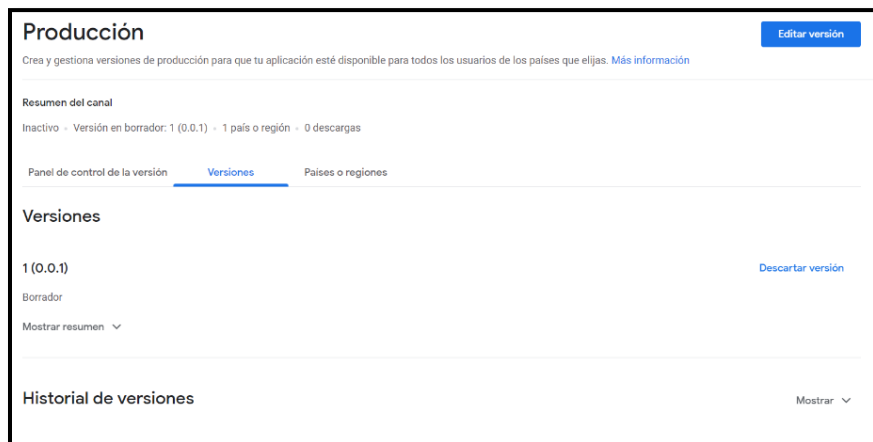 Producción
Editar versión
Crea y gestiona versiones de producción para que tu aplicación esté disponible para todos los usuarios de los países que elijas. Más información
Resumen del canal
Inactivo • Versión en borrador: 1 (0.0.1) • 1 país o región • 0 descargas
Panel de control de la versión Versiones Países o regiones
Versiones
1 (0.0.1)
Descartar versión
Borrador
Mostrar resumen
Historial de versiones
Mostrar